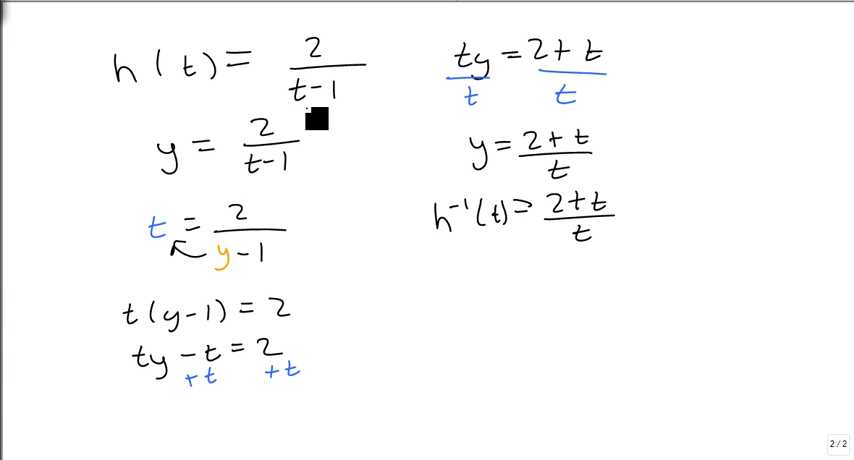 h(t) = 2/(t-1)
y = 2/(t-1)
t = 2/(y-1)
t(y-1) = 2
ty - t = 2
+t +t
ty = 2+t
t t
y = (2+t)/t
h⁻¹(t) = (2+t)/t
2/2